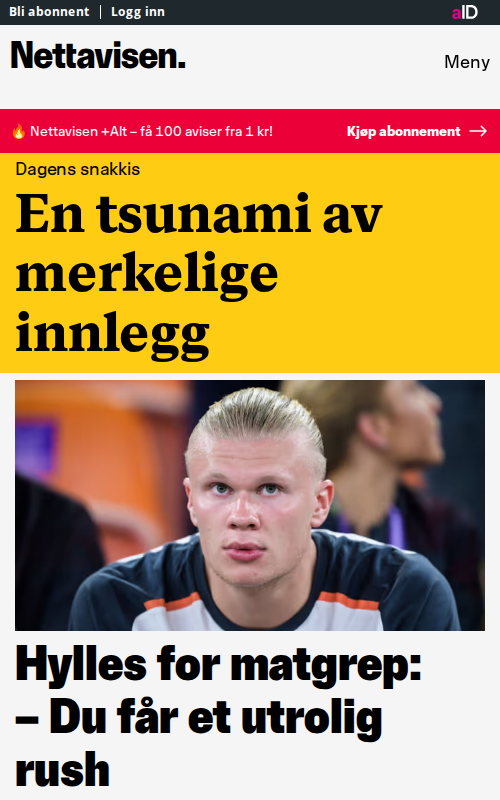 Bli abonnent | Logg inn
aID
Nettavisen.
Meny
🔥 Nettavisen +Alt – få 100 aviser fra 1 kr!
Kjøp abonnement →
Dagens snakkis
En tsunami av
merkelige
innlegg
Hylles for matgrep:
– Du får et utrolig
rush